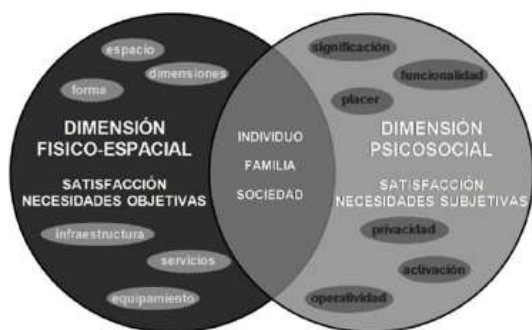 espacio
dimensiones
forma
DIMENSIÓN
FISICO-ESPACIAL
SATISFACCIÓN
NECESIDADES OBJETIVAS
infraestructura
servicios
equipamiento
INDIVIDUO
FAMILIA
SOCIEDAD
significación
funcionalidad
placer
DIMENSIÓN
PSICOSOCIAL
SATISFACCIÓN
NECESIDADES SUBJETIVAS
privacidad
activación
operatividad